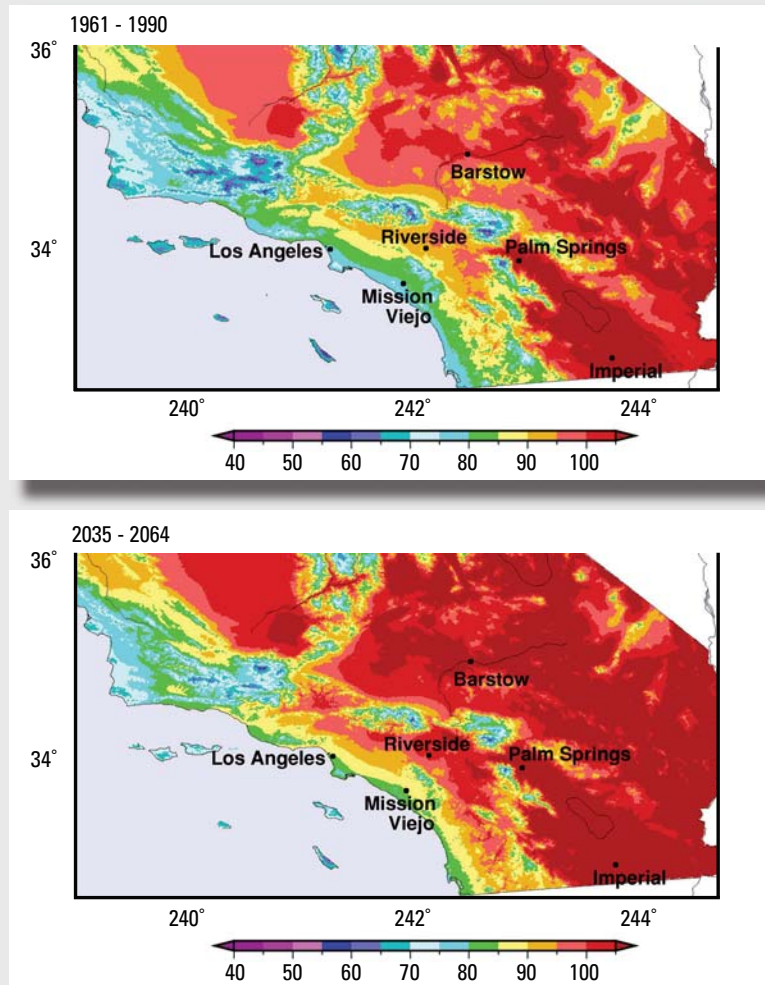 1961 - 1990
36˚
Barstow
34˚
Riverside
Los Angeles
Palm Springs
Mission
Viejo
Imperial
240˚ 242˚ 244˚
40 50 60 70 80 90 100
2035 - 2064
36˚
Barstow
34˚
Riverside
Los Angeles
Palm Springs
Mission
Viejo
Imperial
240˚ 242˚ 244˚
40 50 60 70 80 90 100